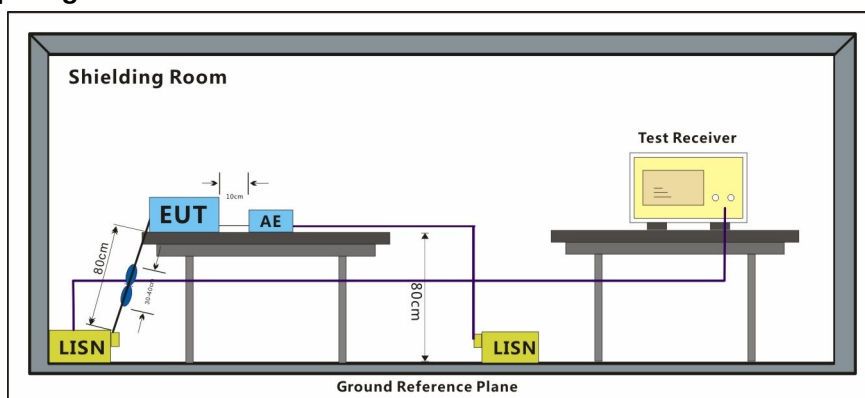 Shielding Room
Test Receiver
10cm
EUT
AE
80cm
30-40cm
80cm
LISN
LISN
Ground Reference Plane